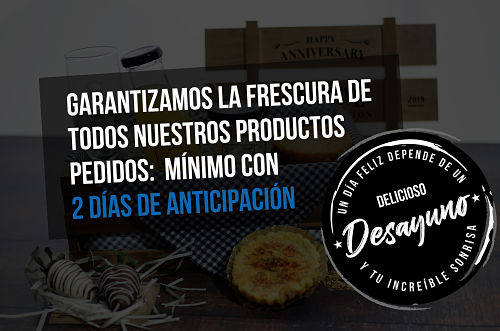 HAPPY
ANNIVERSARY
2019
GARANTIZAMOS LA FRESCURA DE
TODOS NUESTROS PRODUCTOS
PEDIDOS: MÍNIMO CON
2 DÍAS DE ANTICIPACIÓN
UN DÍA FELIZ DEPENDE DE UN
DELICIOSO
Desayuno
Y TU INCREÍBLE SONRISA